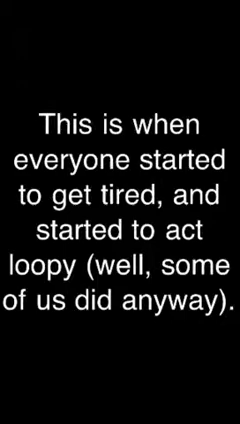 This is when
everyone started
to get tired, and
started to act
loopy (well, some
of us did anyway).